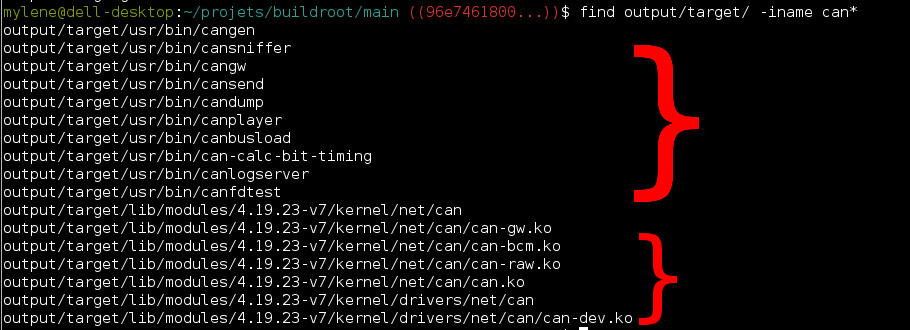 mylene@dell-desktop:~/projets/buildroot/main ((96e7461800...))$ find output/target/ -iname can*
output/target/usr/bin/cangen
output/target/usr/bin/cansniffer
output/target/usr/bin/cangw
output/target/usr/bin/cansend
output/target/usr/bin/candump
output/target/usr/bin/canplayer
output/target/usr/bin/canbusload
output/target/usr/bin/can-calc-bit-timing
output/target/usr/bin/canlogserver
output/target/usr/bin/canfdtest
output/target/lib/modules/4.19.23-v7/kernel/net/can
output/target/lib/modules/4.19.23-v7/kernel/net/can/can-gw.ko
output/target/lib/modules/4.19.23-v7/kernel/net/can/can-bcm.ko
output/target/lib/modules/4.19.23-v7/kernel/net/can/can-raw.ko
output/target/lib/modules/4.19.23-v7/kernel/net/can/can.ko
output/target/lib/modules/4.19.23-v7/kernel/drivers/net/can
output/target/lib/modules/4.19.23-v7/kernel/drivers/net/can/can-dev.ko